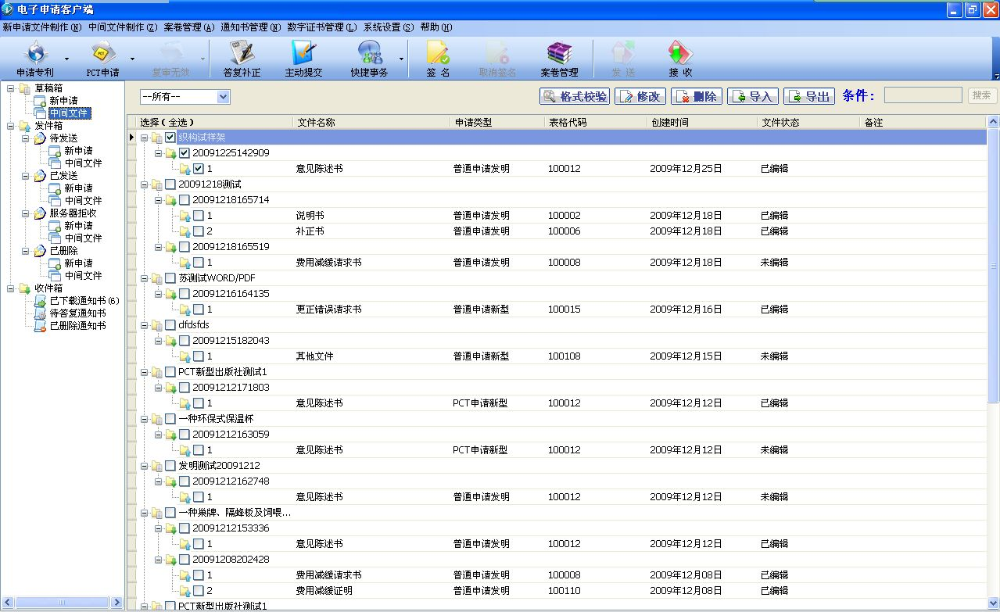 电子申请客户端
新申请文件制作(N) 中间文件制作(Z) 案卷管理(A) 通知书管理(N) 数字证书管理(L) 系统设置(S) 帮助(H)
申请专利 PCT申请 复审无效 答复补正 主动提交 快捷事务 签 名 取消签名 案卷管理 发 送 接 收
草稿箱
新申请
中间文件
发件箱
待发送
新申请
中间文件
已发送
新申请
中间文件
服务器拒收
新申请
中间文件
已删除
新申请
中间文件
收件箱
已下载通知书(6)
待答复通知书
已删除通知书
--所有-- 格式校验 修改 删除 导入 导出 条件: 搜索
选择(全选) 文件名称 申请类型 表格代码 创建时间 文件状态 备注
织构试样架
20091225142909
1 意见陈述书 普通申请发明 100012 2009年12月25日 已编辑
20091218测试
20091218165714
1 说明书 普通申请发明 100002 2009年12月18日 已编辑
2 补正书 普通申请发明 100006 2009年12月18日 已编辑
20091218165519
1 费用减缓请求书 普通申请发明 100008 2009年12月18日 未编辑
苏测试WORD/PDF
20091216164135
1 更正错误请求书 普通申请新型 100015 2009年12月16日 已编辑
dfdsfds
20091215182043
1 其他文件 普通申请新型 100108 2009年12月15日 未编辑
PCT新型出版社测试1
20091212171803
1 意见陈述书 PCT申请新型 100012 2009年12月12日 已编辑
一种环保式保温杯
20091212163059
1 意见陈述书 PCT申请新型 100012 2009年12月12日 未编辑
发明测试20091212
20091212162748
1 意见陈述书 普通申请发明 100012 2009年12月12日 未编辑
一种巢牌、隔蜂板及饲喂...
20091212153336
1 意见陈述书 普通申请发明 100012 2009年12月12日 已编辑
20091208202428
1 费用减缓请求书 普通申请发明 100008 2009年12月08日 已编辑
2 费用减缓证明 普通申请发明 100110 2009年12月08日 已编辑
PCT新型出版社测试1